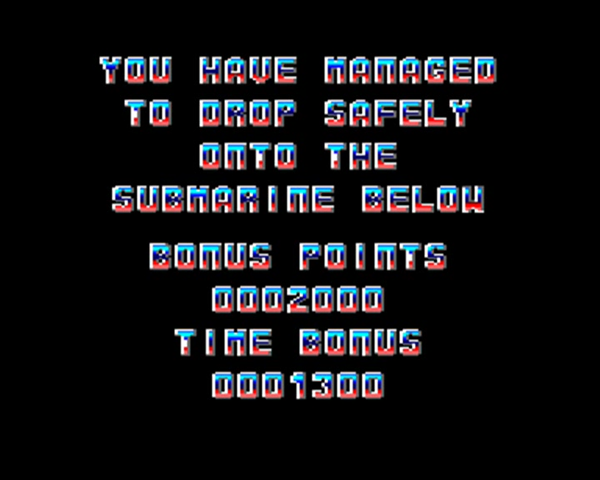 YOU HAVE MANAGED
TO DROP SAFELY
ONTO THE
SUBMARINE BELOW
BONUS POINTS
0002000
TIME BONUS
0001300